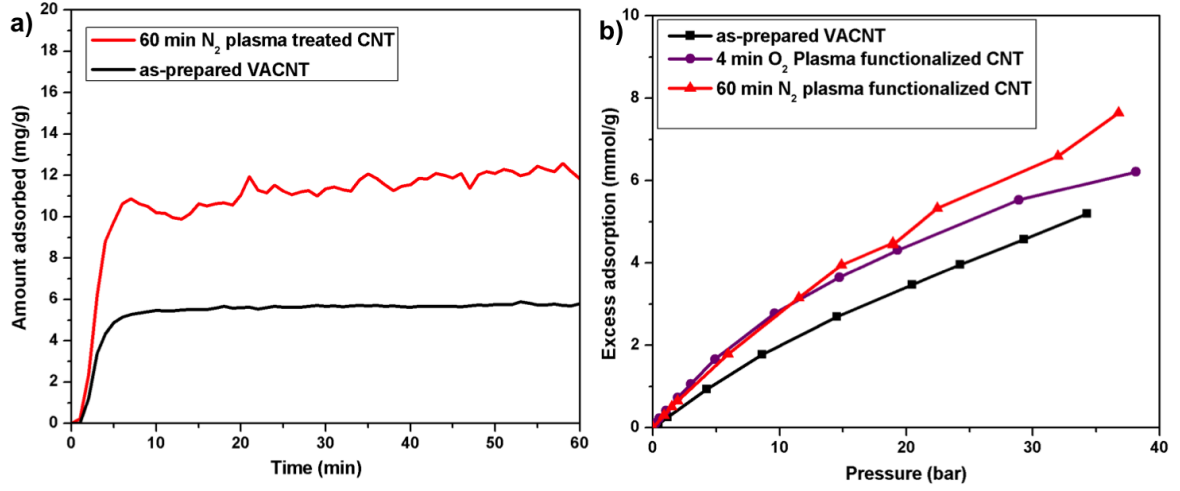 a)
60 min N₂ plasma treated CNT
as-prepared VACNT
Amount adsorbed (mg/g)
20
18
16
14
12
10
8
6
4
2
0
0 10 20 30 40 50 60
Time (min)
b)
as-prepared VACNT
4 min O₂ Plasma functionalized CNT
60 min N₂ plasma functionalized CNT
Excess adsorption (mmol/g)
10
8
6
4
2
0
0 10 20 30 40
Pressure (bar)